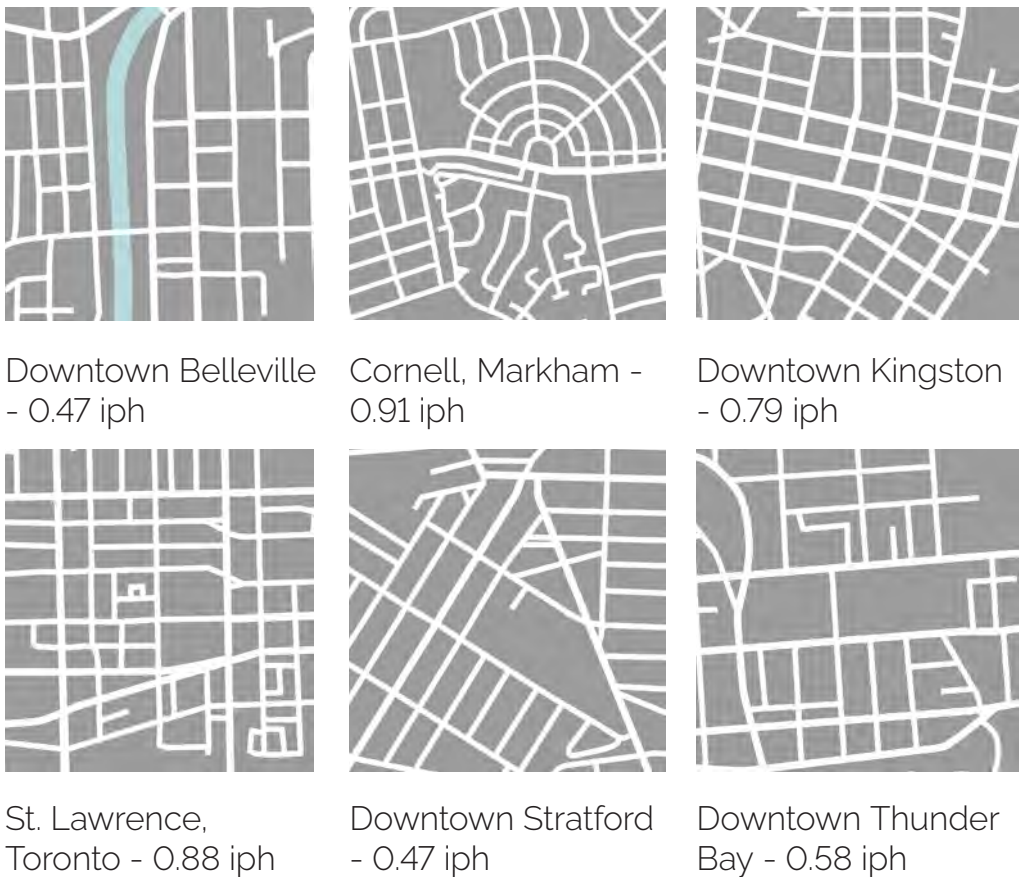 Downtown Belleville
- 0.47 iph
Cornell, Markham -
0.91 iph
Downtown Kingston
- 0.79 iph
St. Lawrence,
Toronto - 0.88 iph
Downtown Stratford
- 0.47 iph
Downtown Thunder
Bay - 0.58 iph